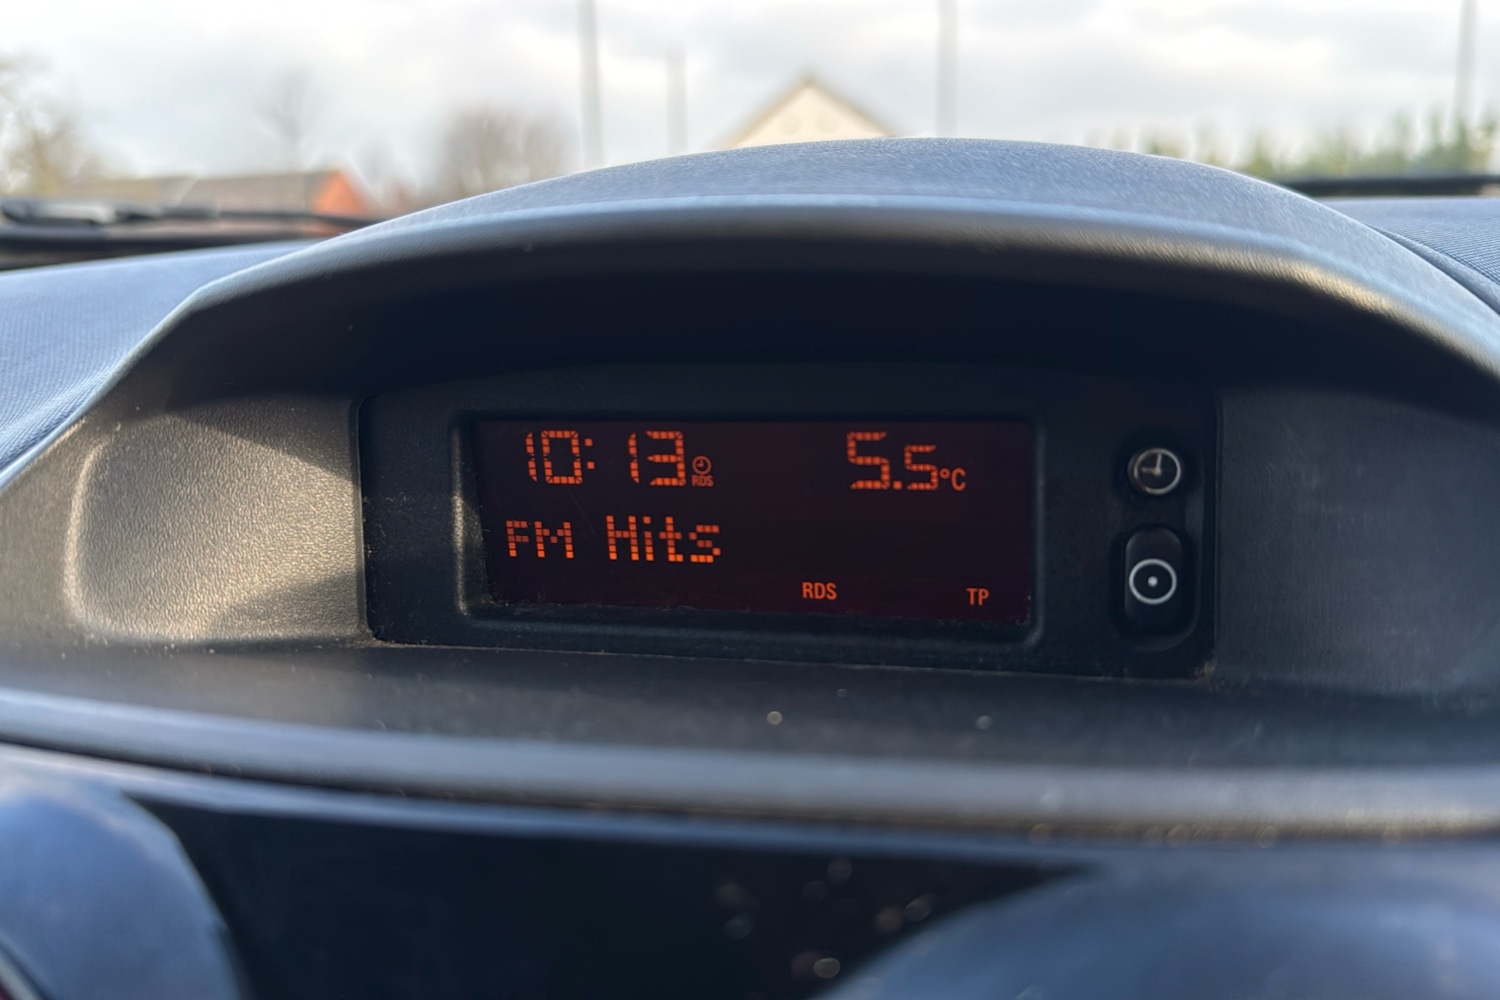 10:13 RDS 5.5°C
FM Hits
RDS TP